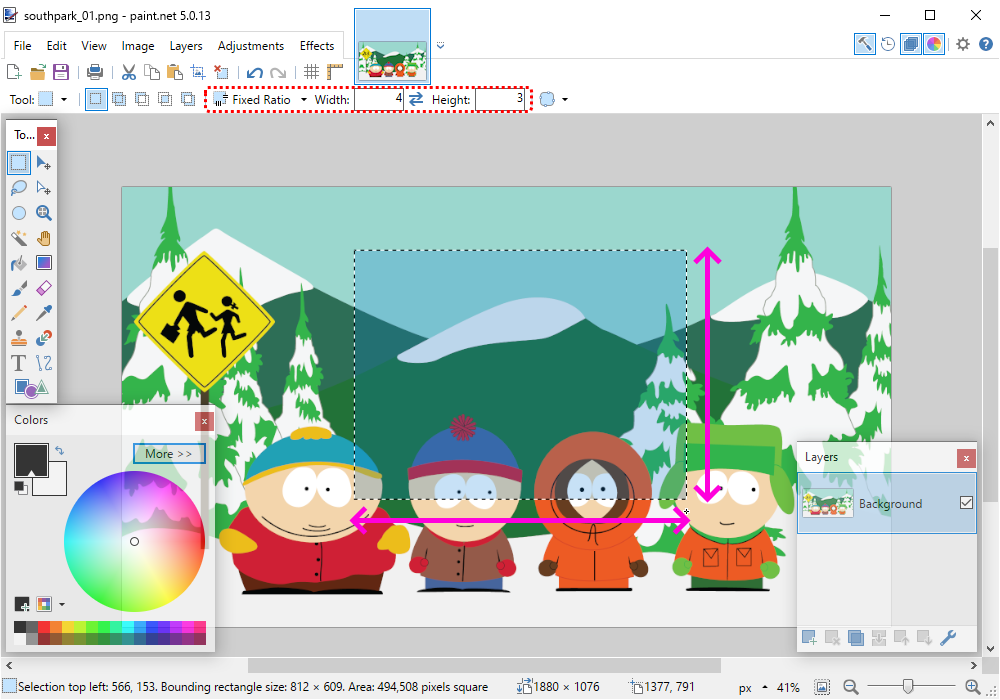 southpark_01.png - paint.net 5.0.13
File Edit View Image Layers Adjustments Effects
Tool: Fixed Ratio Width: 4 Height: 3
To...
Colors
More >>
Layers
Background
Selection top left: 566, 153. Bounding rectangle size: 812 × 609. Area: 494,508 pixels square 1880 × 1076 1377, 791 px 41%